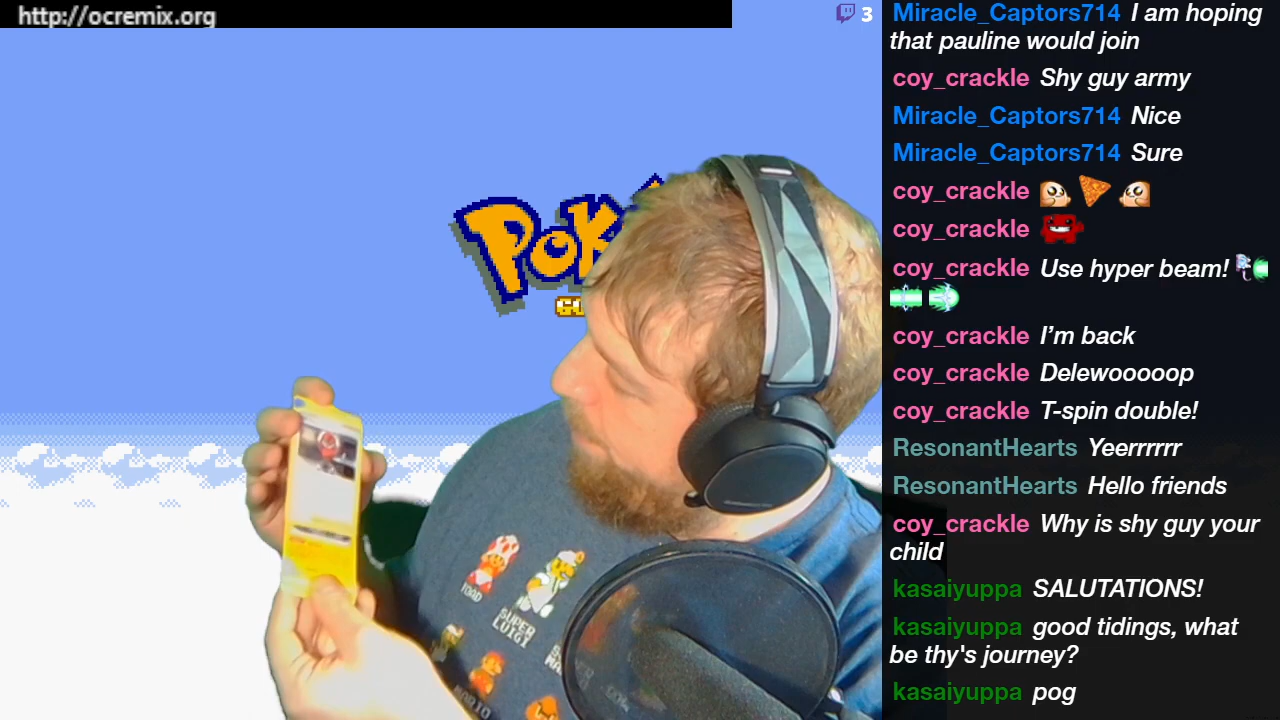 http://ocremix.org
3
POK
GO
TOAD
SUPER
LUIGI
MARIO
Miracle_Captors714 I am hoping
that pauline would join
coy_crackle Shy guy army
Miracle_Captors714 Nice
Miracle_Captors714 Sure
coy_crackle
coy_crackle
coy_crackle Use hyper beam!
coy_crackle I'm back
coy_crackle Delewooooop
coy_crackle T-spin double!
ResonantHearts Yeerrrrrr
ResonantHearts Hello friends
coy_crackle Why is shy guy your
child
kasaiyuppa SALUTATIONS!
kasaiyuppa good tidings, what
be thy's journey?
kasaiyuppa pog